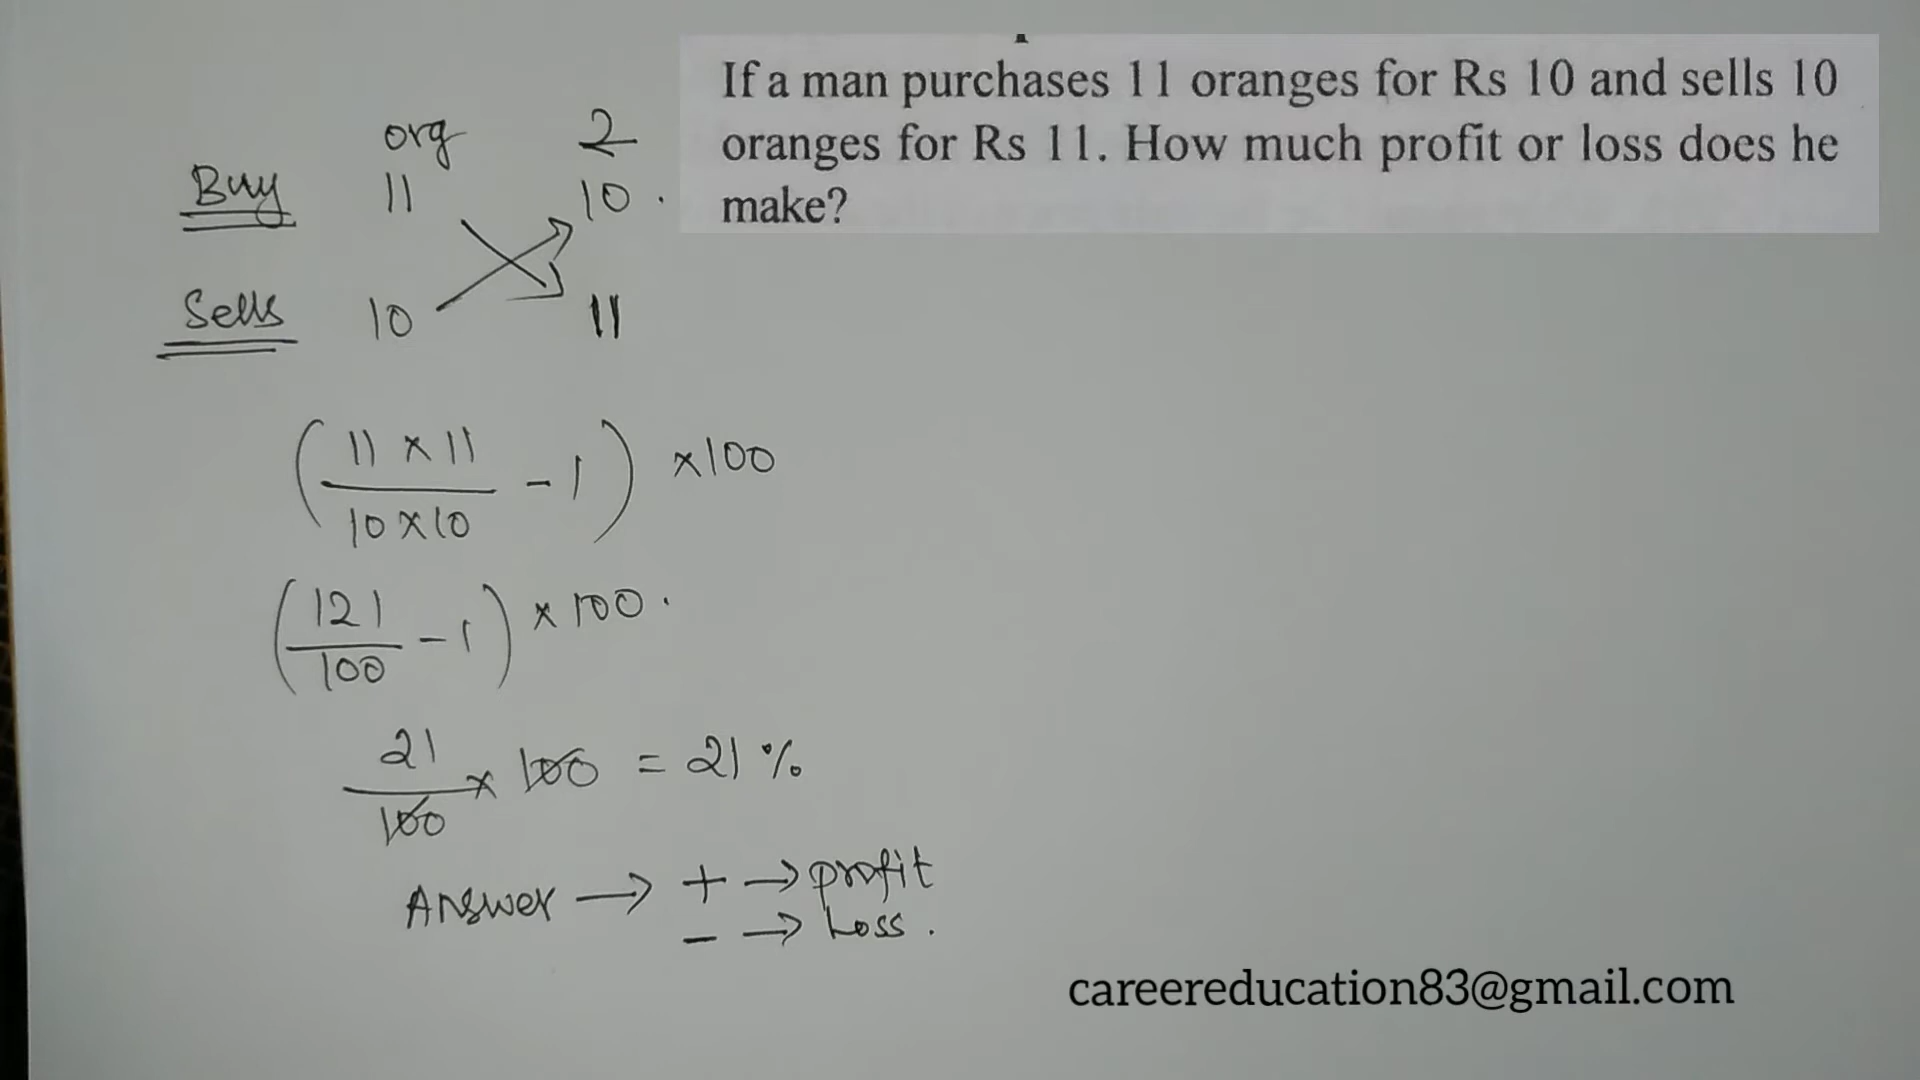 If a man purchases 11 oranges for Rs 10 and sells 10
oranges for Rs 11. How much profit or loss does he
make?
org 2
Buy 11 10.
Sells 10 11
(11 x 11 / 10 x 10 - 1) x 100
(121 / 100 - 1) x 100.
21 / 100 x 100 = 21 %
Answer → + → profit
- → Loss.
careereducation83@gmail.com